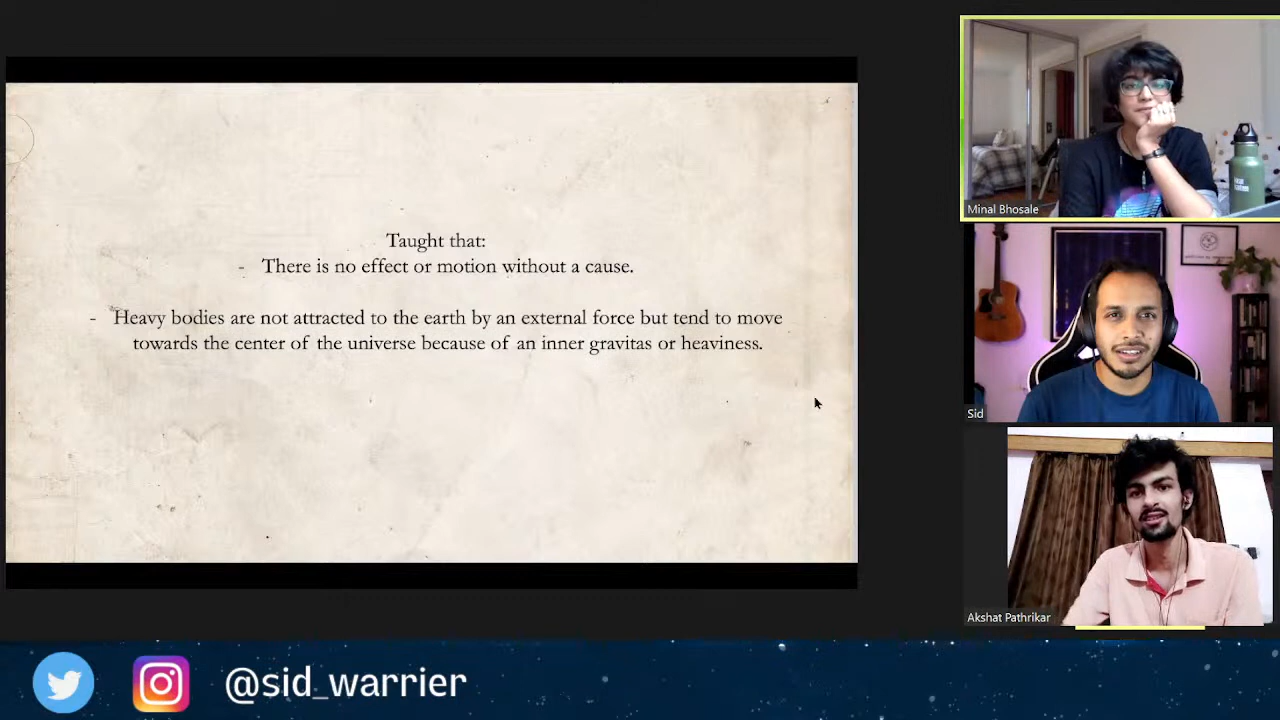 Taught that:
- There is no effect or motion without a cause.
- Heavy bodies are not attracted to the earth by an external force but tend to move
towards the center of the universe because of an inner gravitas or heaviness.
Minal Bhosale
Sid
Akshat Pathrikar
@sid_warrier